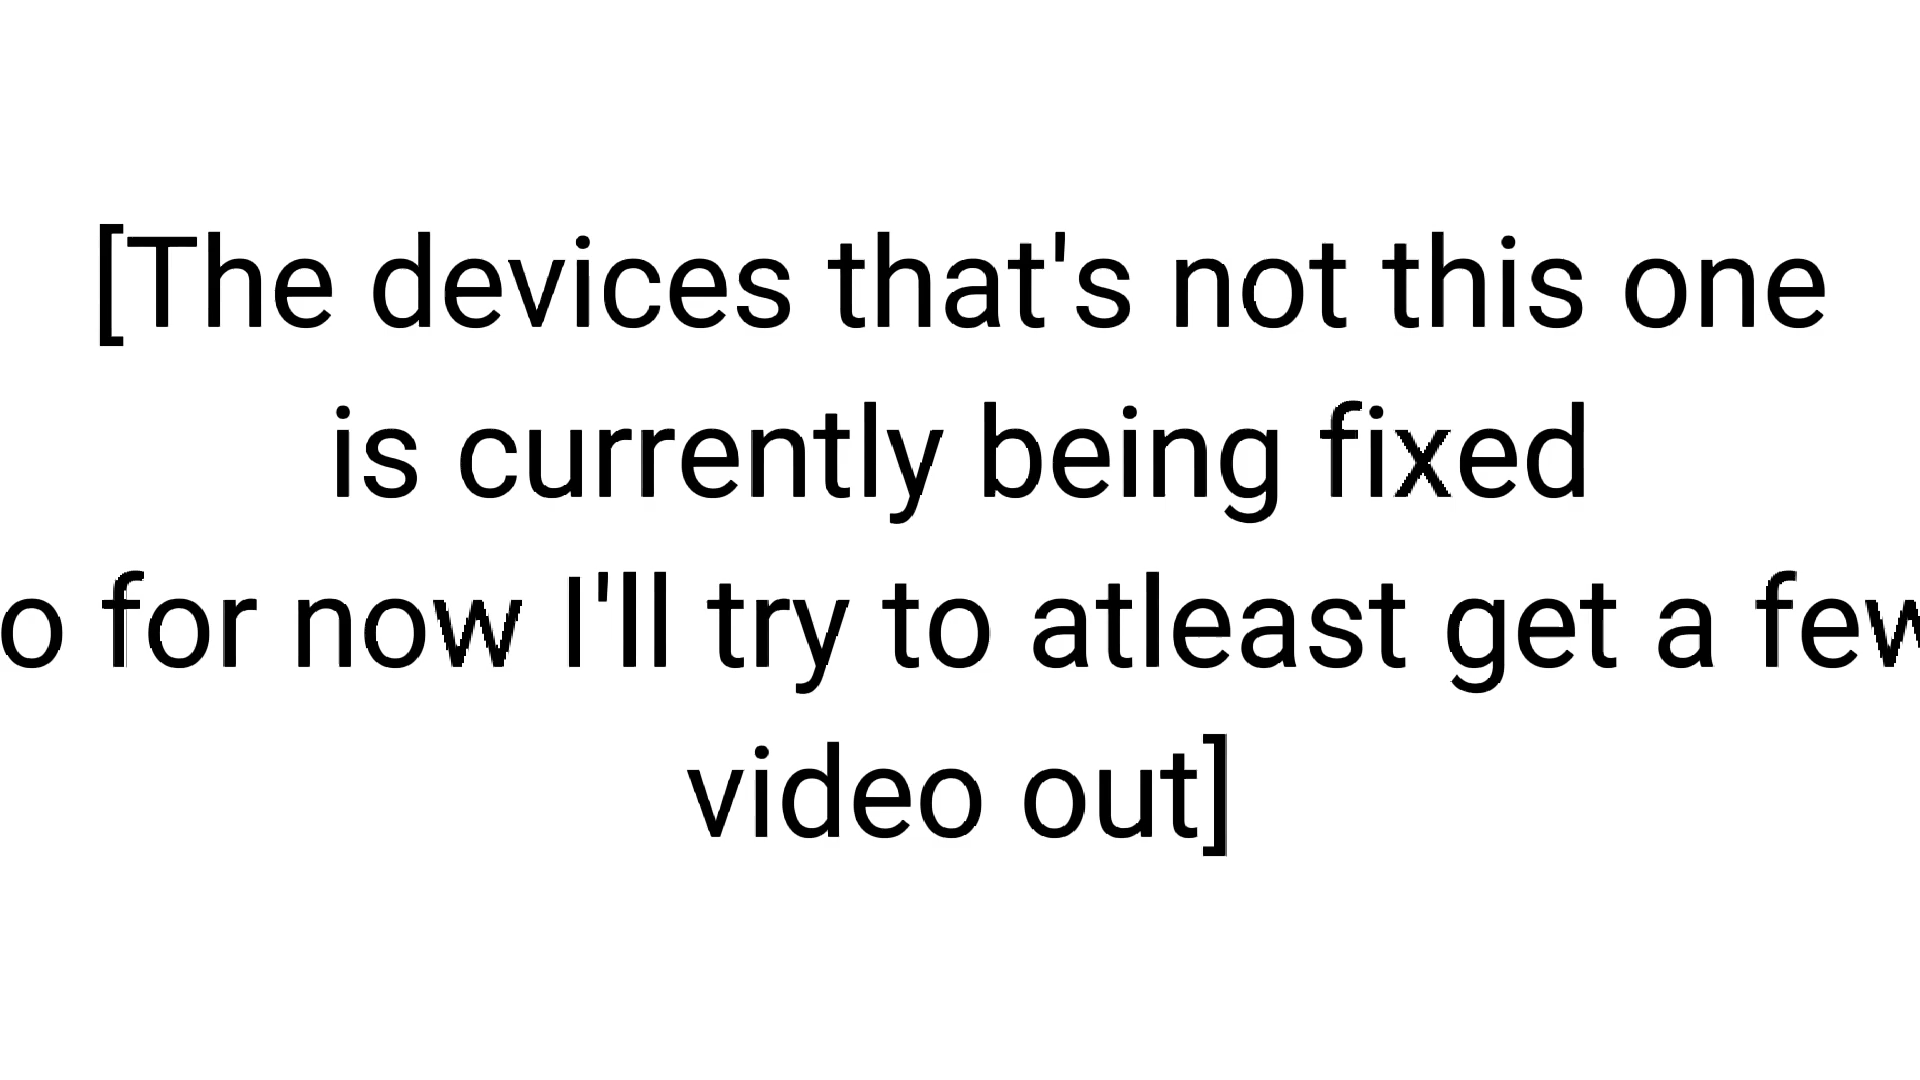 [The devices that's not this one
is currently being fixed
o for now I'll try to atleast get a few
video out]